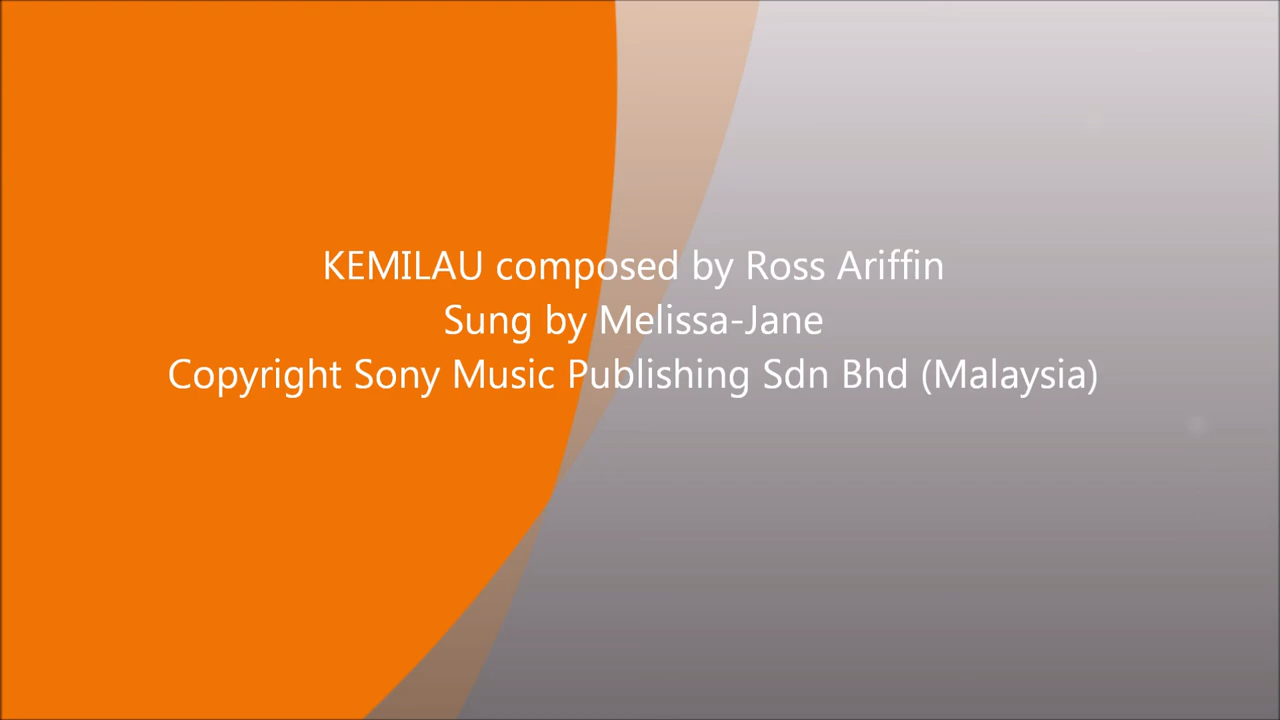 KEMILAU composed by Ross Ariffin
Sung by Melissa-Jane
Copyright Sony Music Publishing Sdn Bhd (Malaysia)